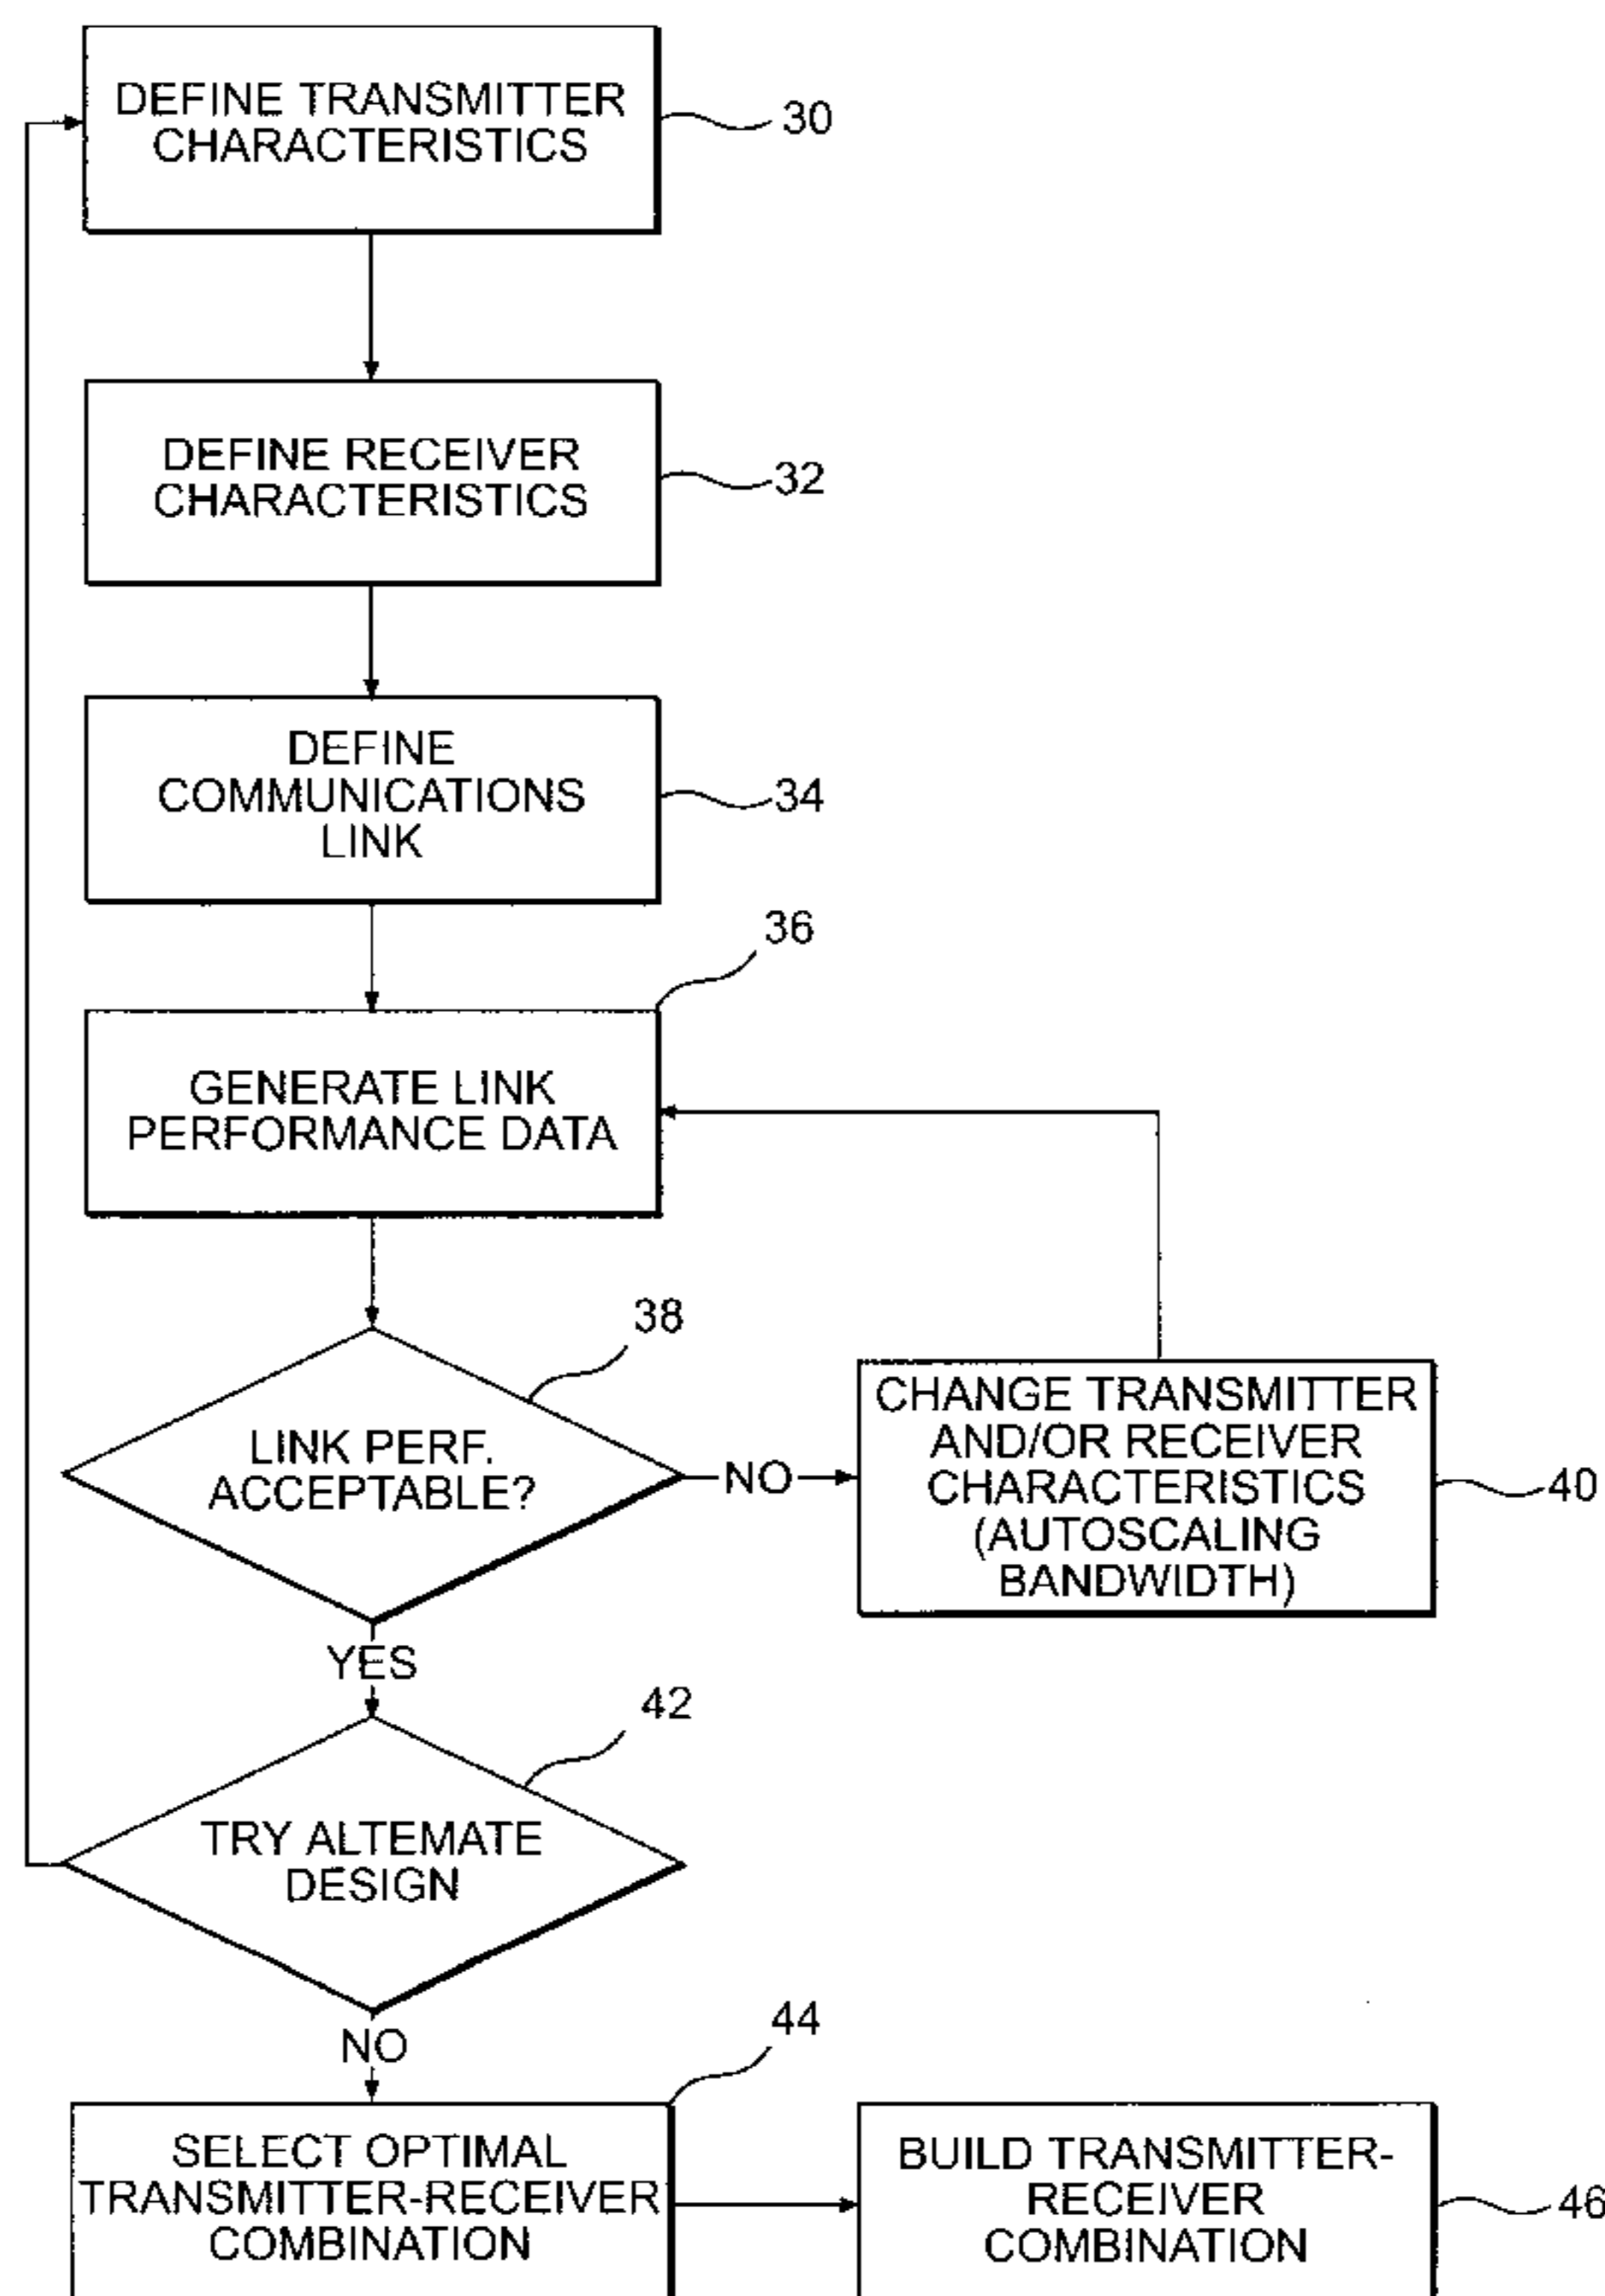 DEFINE TRANSMITTER
CHARACTERISTICS
30
DEFINE RECEIVER
CHARACTERISTICS
32
DEFINE
COMMUNICATIONS
LINK
34
36
GENERATE LINK
PERFORMANCE DATA
38
LINK PERF.
ACCEPTABLE?
NO
CHANGE TRANSMITTER
AND/OR RECEIVER
CHARACTERISTICS
(AUTOSCALING
BANDWIDTH)
40
YES
42
TRY ALTEMATE
DESIGN
NO
44
SELECT OPTIMAL
TRANSMITTER-RECEIVER
COMBINATION
BUILD TRANSMITTER-
RECEIVER
COMBINATION
46